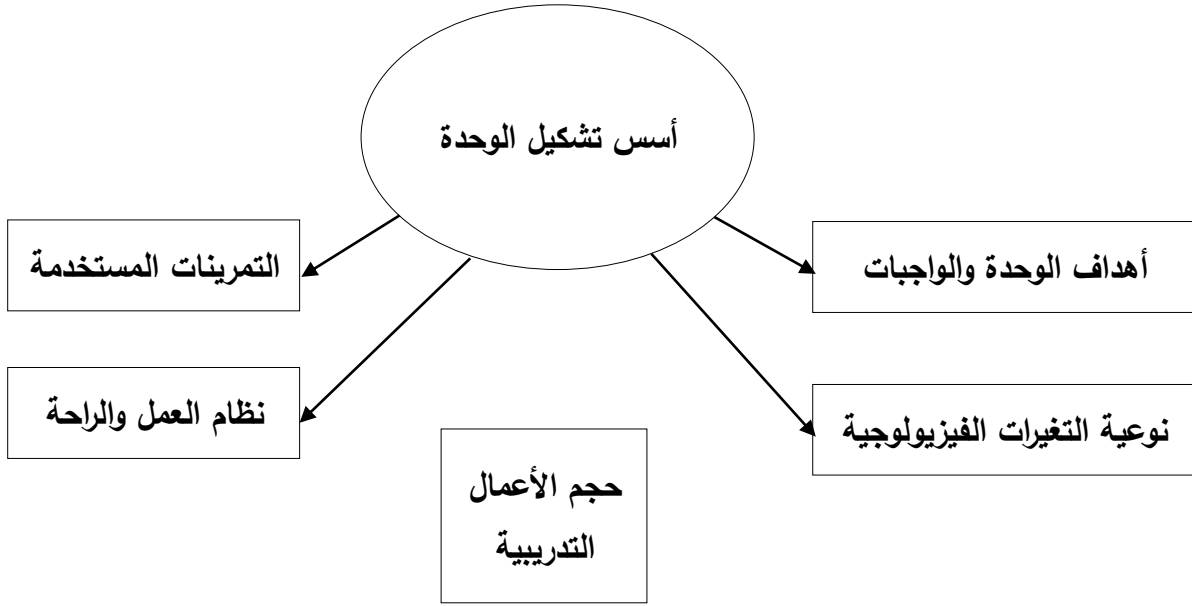 أسس تشكيل الوحدة
أهداف الوحدة والواجبات
التمرينات المستخدمة
نوعية التغيرات الفيزيولوجية
نظام العمل والراحة
حجم الأعمال
التدريبية